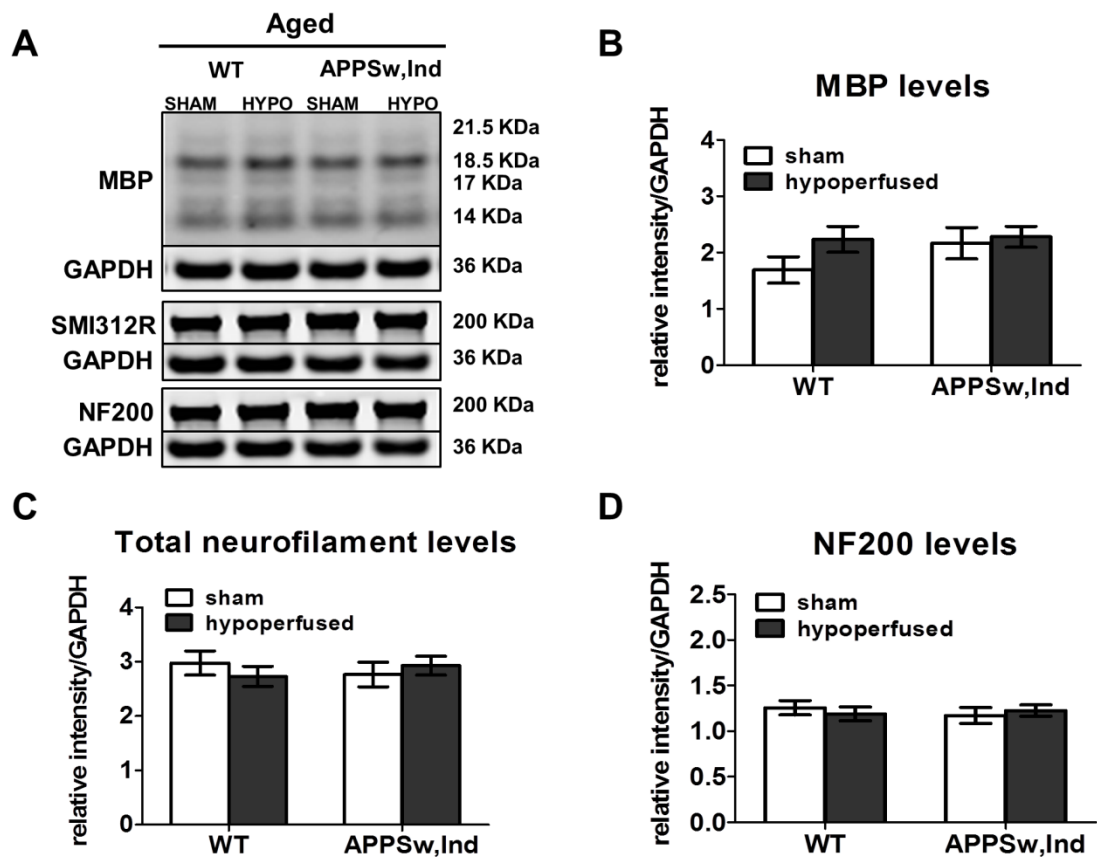 A
Aged
WT APPSw,Ind
SHAM HYPO SHAM HYPO
MBP
21.5 KDa
18.5 KDa
17 KDa
14 KDa
GAPDH 36 KDa
SMI312R 200 KDa
GAPDH 36 KDa
NF200 200 KDa
GAPDH 36 KDa
B
MBP levels
relative intensity/GAPDH
4
3
2
1
0
sham
hypoperfused
WT APPSw,Ind
C
Total neurofilament levels
relative intensity/GAPDH
4
3
2
1
0
sham
hypoperfused
WT APPSw,Ind
D
NF200 levels
relative intensity/GAPDH
2.5
2.0
1.5
1.0
0.5
0.0
sham
hypoperfused
WT APPSw,Ind